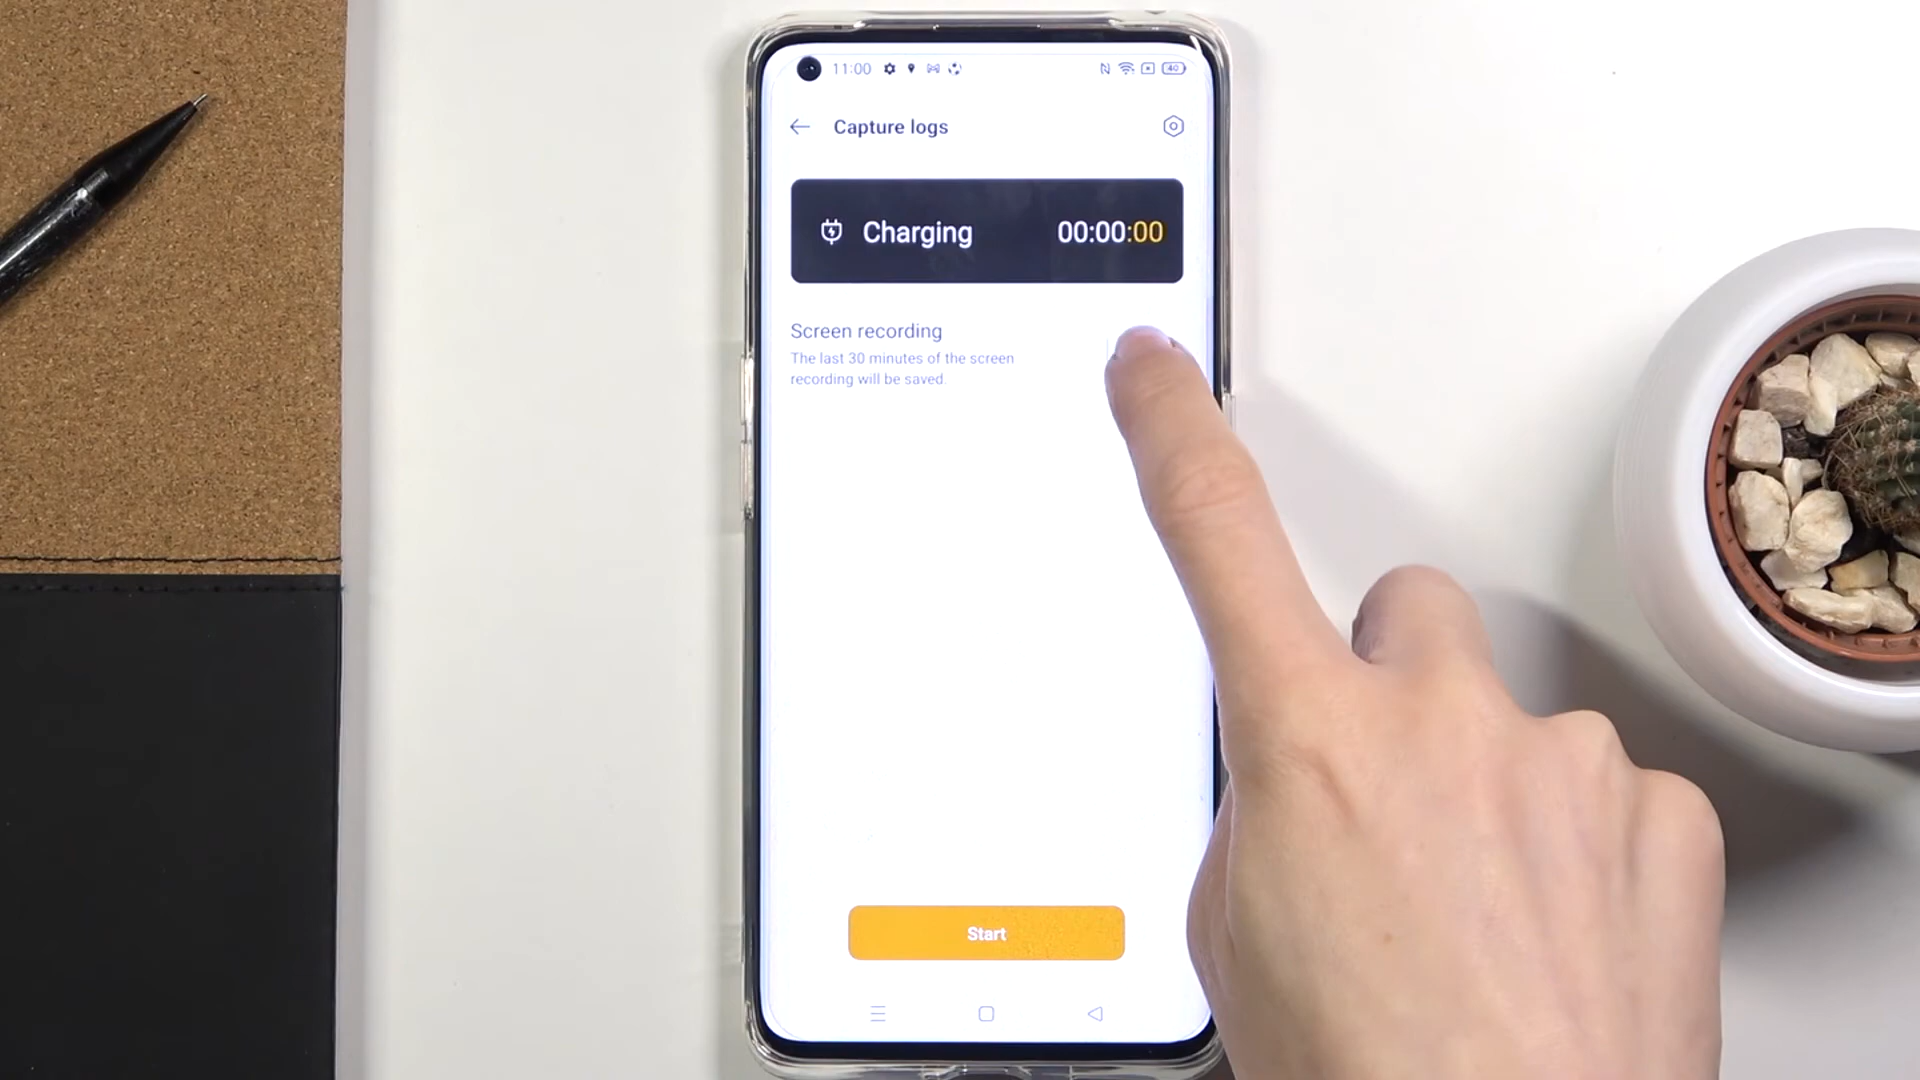 11:00
40
Capture logs
Charging 00:00:00
Screen recording
The last 30 minutes of the screen
recording will be saved.
Start